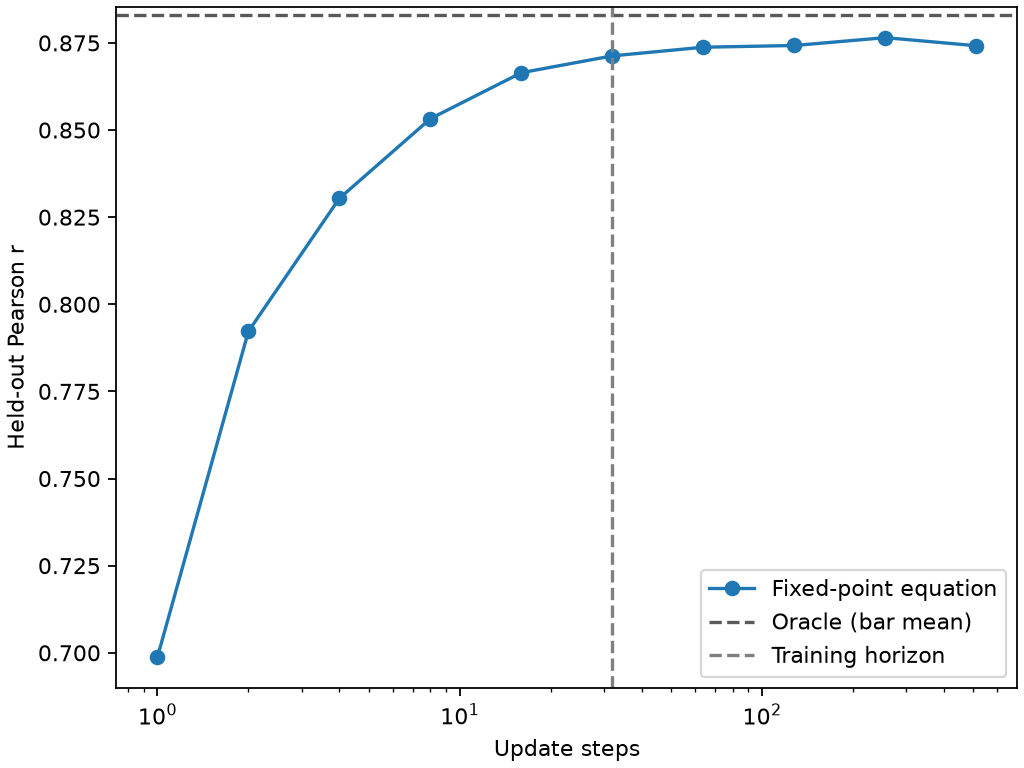 0.875
0.850
0.825
0.800
0.775
0.750
0.725
0.700
Held-out Pearson r
10⁰
10¹
10²
Update steps
Fixed-point equation
Oracle (bar mean)
Training horizon